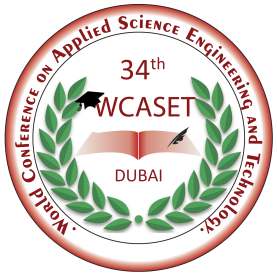 .World Conference on Applied Science Engineering and Technology.
34th
WCASET
DUBAI